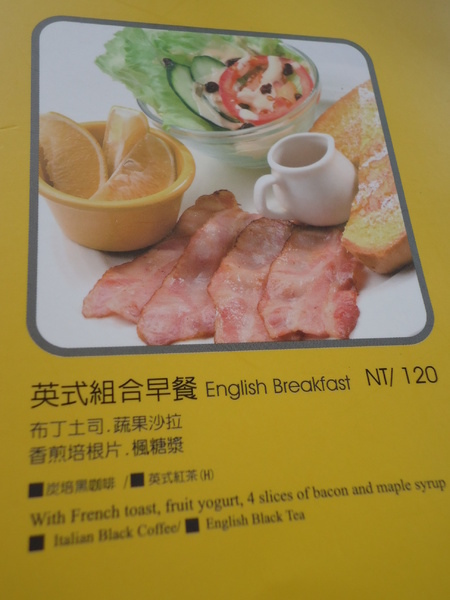 英式組合早餐 English Breakfast NT/ 120
布丁土司.蔬果沙拉
香煎培根片.楓糖漿
■炭培黑咖啡 /■英式紅茶(H)
With French toast, fruit yogurt, 4 slices of bacon and maple syrup
■ Italian Black Coffee/ ■ English Black Tea